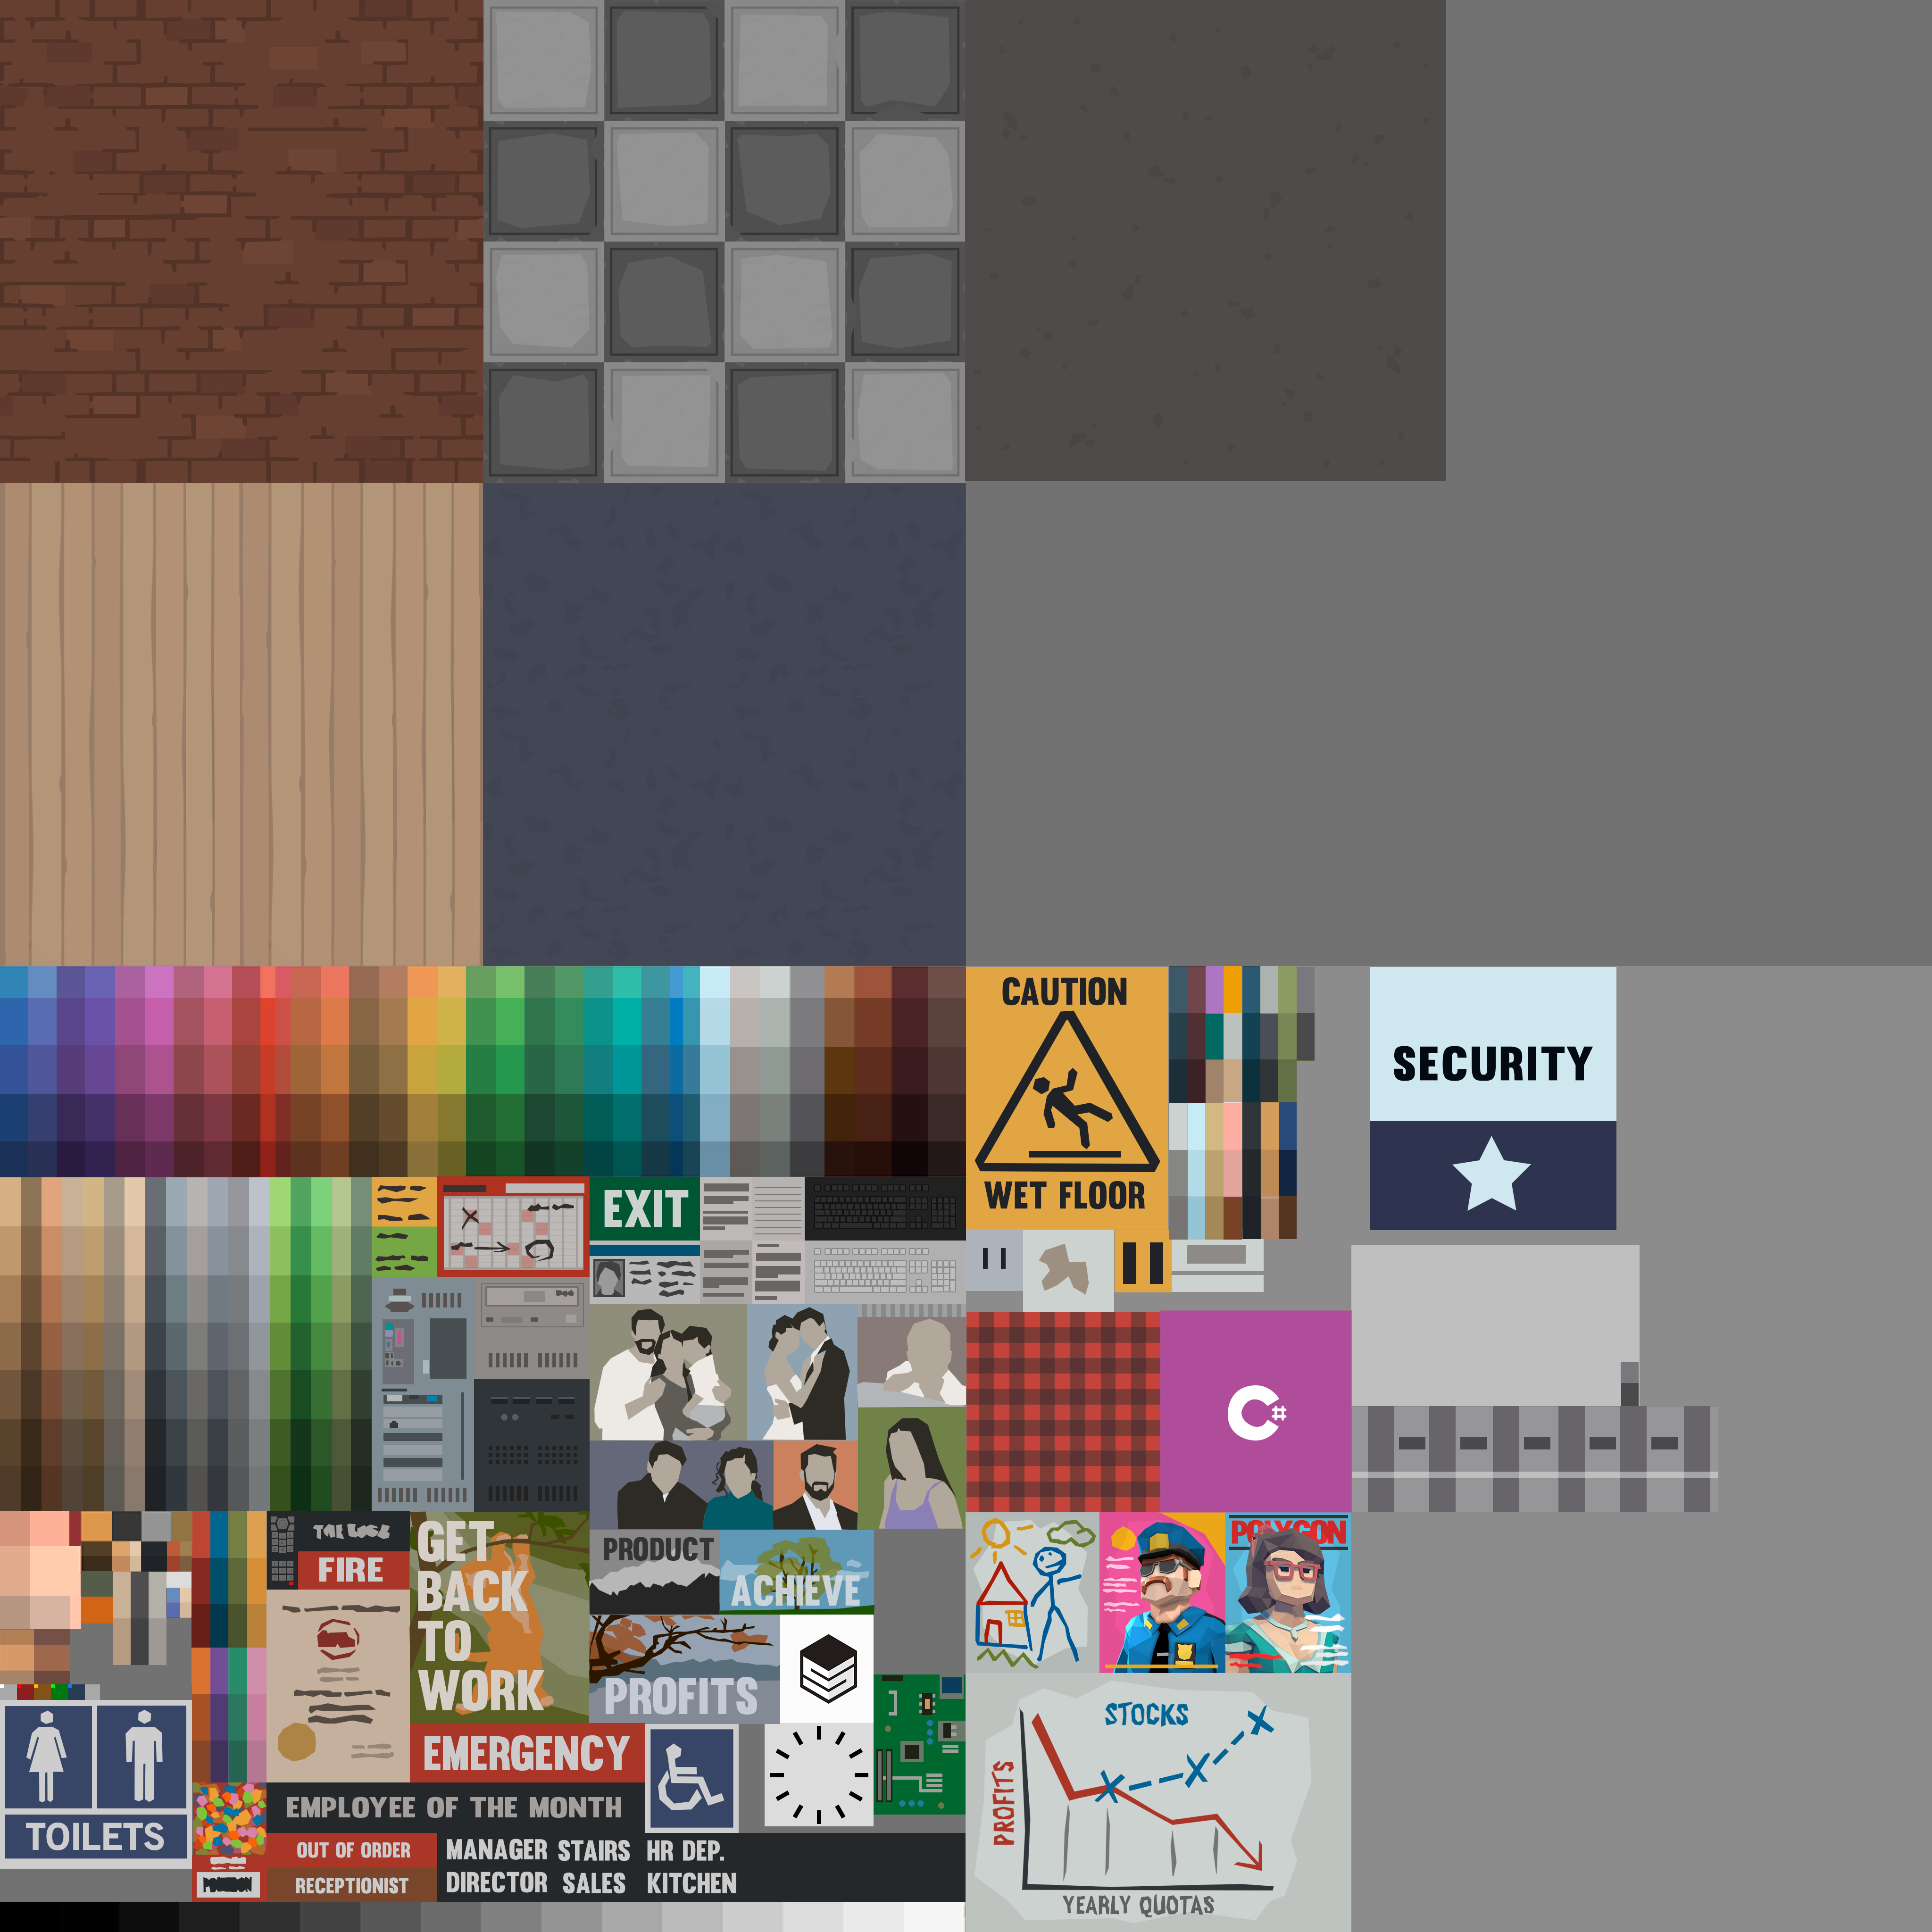 CAUTION
WET FLOOR
SECURITY
EXIT
C#
FIRE
GET
BACK
TO
WORK
PRODUCT
ACHIEVE
PROFITS
POLYGON
EMERGENCY
TOILETS
EMPLOYEE OF THE MONTH
OUT OF ORDER
RECEPTIONIST
MANAGER STAIRS HR DEP.
DIRECTOR SALES KITCHEN
STOCKS
PROFITS
YEARLY QUOTAS